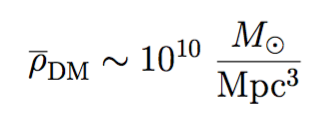 ρ̅_DM ∼ 10^10 M_⊙ / Mpc^3